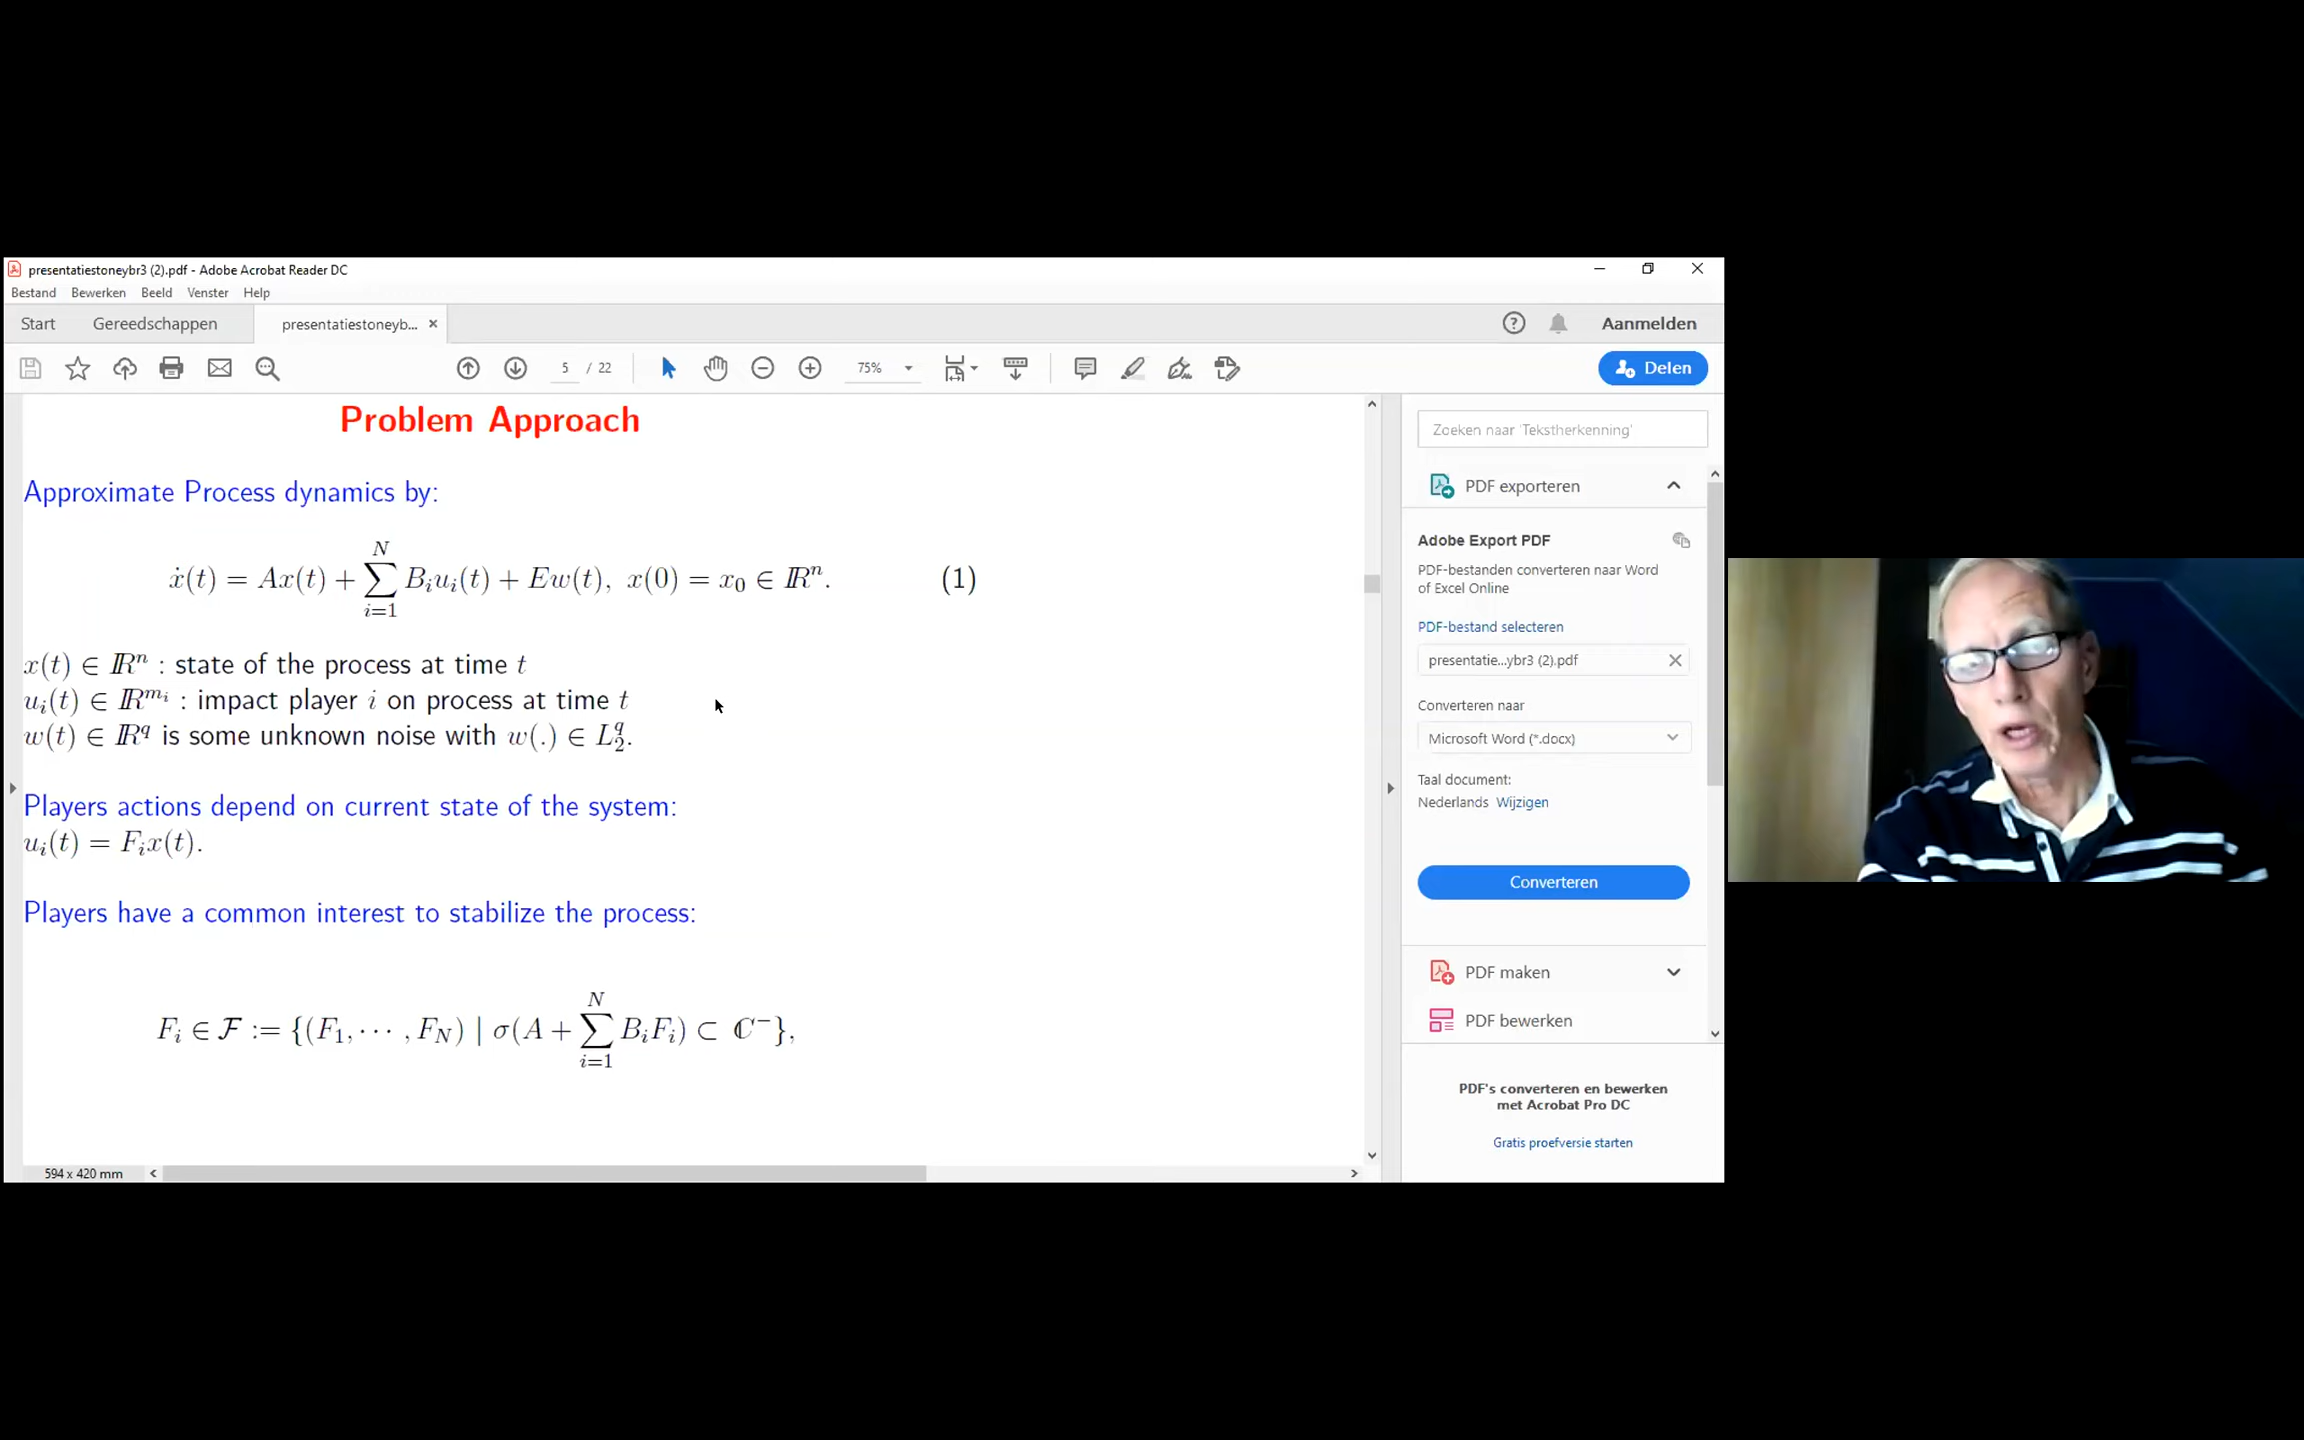 presentatiestoneybr3 (2).pdf - Adobe Acrobat Reader DC
Bestand Bewerken Beeld Venster Help
Start Gereedschappen presentatiestoneyb... × Aanmelden
5 / 22 75% Delen
Problem Approach
Approximate Process dynamics by:
ẋ(t) = Ax(t) + ∑_{i=1}^{N} B_i u_i(t) + Ew(t), x(0) = x_0 ∈ ℝ^n. (1)
x(t) ∈ ℝ^n : state of the process at time t
u_i(t) ∈ ℝ^{m_i} : impact player i on process at time t
w(t) ∈ ℝ^q is some unknown noise with w(.) ∈ L_2^q.
Players actions depend on current state of the system:
u_i(t) = F_i x(t).
Players have a common interest to stabilize the process:
F_i ∈ ℱ := {(F_1, ⋯ , F_N) | σ(A + ∑_{i=1}^{N} B_i F_i) ⊂ ℂ^−},
594 x 420 mm
Zoeken naar 'Tekstherkenning'
PDF exporteren
Adobe Export PDF
PDF-bestanden converteren naar Word
of Excel Online
PDF-bestand selecteren
presentatie...ybr3 (2).pdf
Converteren naar
Microsoft Word (*.docx)
Taal document:
Nederlands Wijzigen
Converteren
PDF maken
PDF bewerken
PDF's converteren en bewerken
met Acrobat Pro DC
Gratis proefversie starten